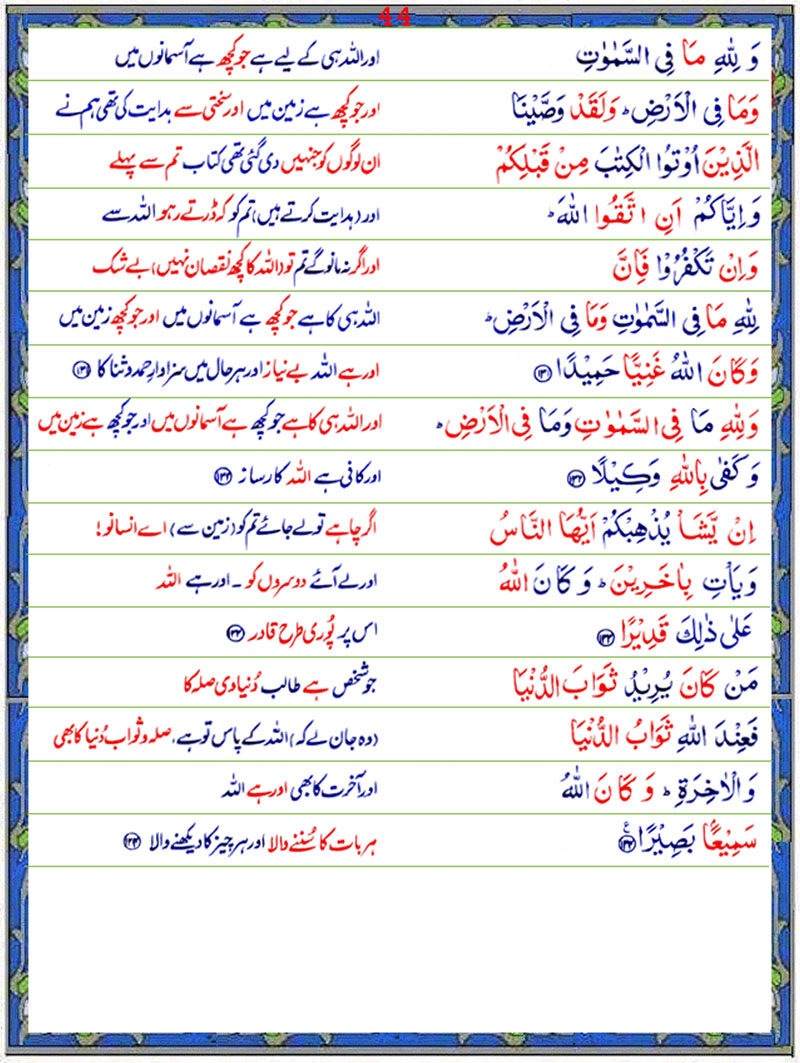 44
وَ لِلّٰهِ مَا فِى السَّمٰوٰتِ اور اللہ ہی کے لیے ہے جو کچھ ہے آسمانوں میں
وَمَا فِى الْاَرْضِ ؕ وَلَقَدْ وَصَّيْنَا اور جو کچھ ہے زمین میں اور سختی سے ہدایت کی تھی ہم نے
الَّذِيْنَ اُوْتُوا الْكِتٰبَ مِنْ قَبْلِكُمْ ان لوگوں کو جنہیں دی گئی تھی کتاب تم سے پہلے
وَاِيَّاكُمْ اَنِ اتَّقُوا اللّٰهَ ؕ اور (ہدایت کرتے ہیں) تم کو کہ ڈرتے رہو اللہ سے
وَاِنْ تَكْفُرُوْا فَاِنَّ اور اگر نہ مانو گے تم تو (اللہ کا کچھ نقصان نہیں) بے شک
لِلّٰهِ مَا فِى السَّمٰوٰتِ وَمَا فِى الْاَرْضِ ؕ اللہ ہی کا ہے جو کچھ ہے آسمانوں میں اور جو کچھ زمین میں
وَكَانَ اللّٰهُ غَنِيًّا حَمِيْدًا ﴿۱۳۱﴾ اور ہے اللہ بے نیاز اور ہر حال میں سزاوارِ حمد و ثنا کا ﴿۱۳۱﴾
وَلِلّٰهِ مَا فِى السَّمٰوٰتِ وَمَا فِى الْاَرْضِ ؕ اور اللہ ہی کا ہے جو کچھ ہے آسمانوں میں اور جو کچھ ہے زمین میں
وَكَفٰى بِاللّٰهِ وَكِيْلًا ﴿۱۳۲﴾ اور کافی ہے اللہ کارساز ﴿۱۳۲﴾
اِنْ يَّشَاْ يُذْهِبْكُمْ اَيُّهَا النَّاسُ اگر چاہے تو لے جائے تم کو (زمین سے) اے انسانو!
وَيَاْتِ بِاٰخَرِيْنَ ؕ وَكَانَ اللّٰهُ اور لے آئے دوسروں کو ۔ اور ہے اللہ
عَلٰى ذٰلِكَ قَدِيْرًا ﴿۱۳۳﴾ اس پر پُوری طرح قادر ﴿۱۳۳﴾
مَنْ كَانَ يُرِيْدُ ثَوَابَ الدُّنْيَا جو شخص ہے طالب دُنیاوی صلہ کا
فَعِنْدَ اللّٰهِ ثَوَابُ الدُّنْيَا (وہ جان لے کہ) اللہ کے پاس تو ہے، صلہ و ثواب دُنیا کا بھی
وَالْاٰخِرَةِ ؕ وَكَانَ اللّٰهُ اور آخرت کا بھی اور ہے اللہ
سَمِيْعًۢا بَصِيْرًا ﴿۱۳۴﴾ ہر بات کا سُننے والا اور ہر چیز کا دیکھنے والا ﴿۱۳۴﴾